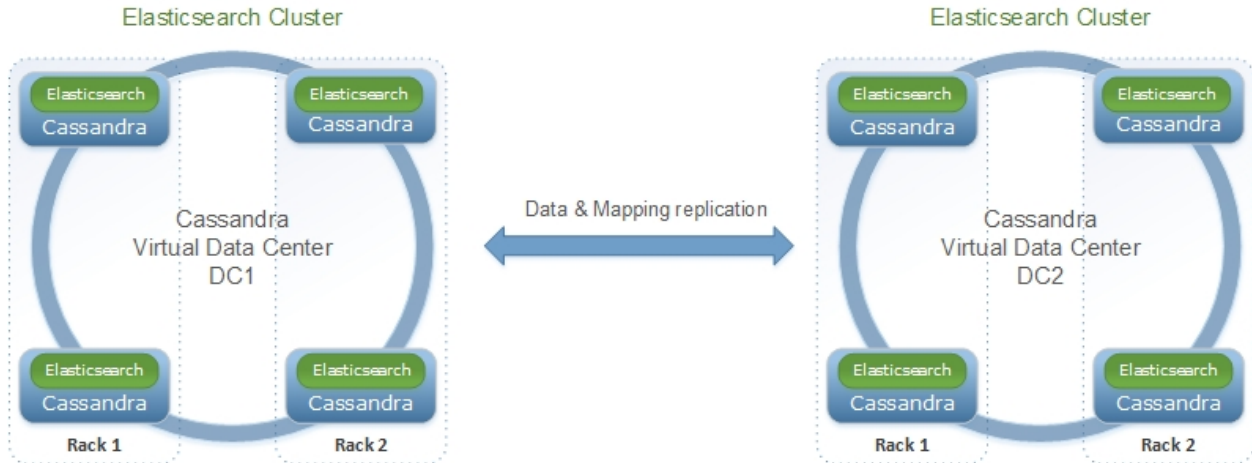 Elasticsearch Cluster
Elasticsearch
Cassandra
Elasticsearch
Cassandra
Cassandra
Virtual Data Center
DC1
Elasticsearch
Cassandra
Elasticsearch
Cassandra
Rack 1
Rack 2
Data & Mapping replication
Elasticsearch Cluster
Elasticsearch
Cassandra
Elasticsearch
Cassandra
Cassandra
Virtual Data Center
DC2
Elasticsearch
Cassandra
Elasticsearch
Cassandra
Rack 1
Rack 2